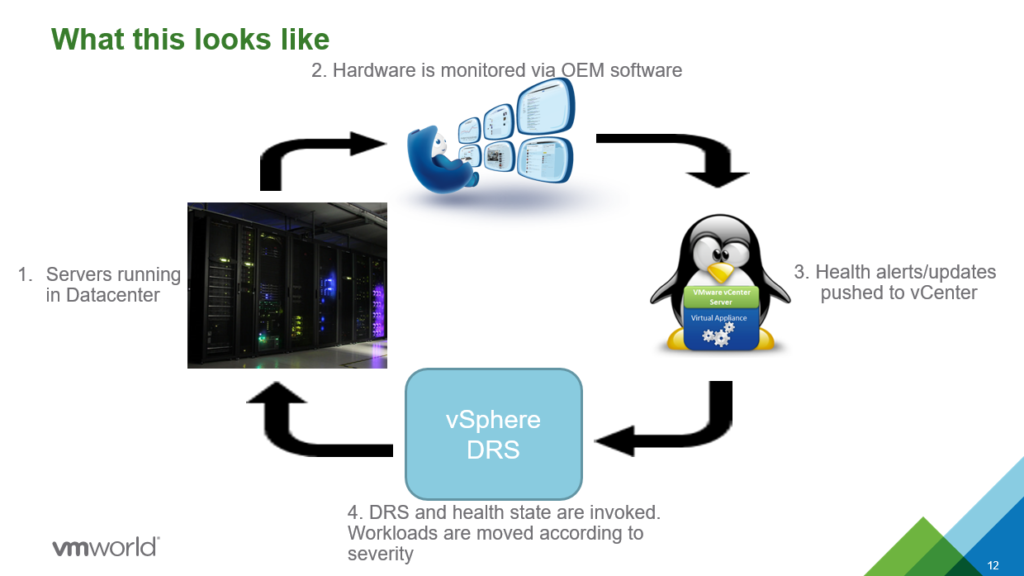 What this looks like
2. Hardware is monitored via OEM software
1. Servers running
in Datacenter
VMware vCenter
Server
Virtual Appliance
3. Health alerts/updates
pushed to vCenter
vSphere
DRS
4. DRS and health state are invoked.
Workloads are moved according to
severity
vmworld®
12